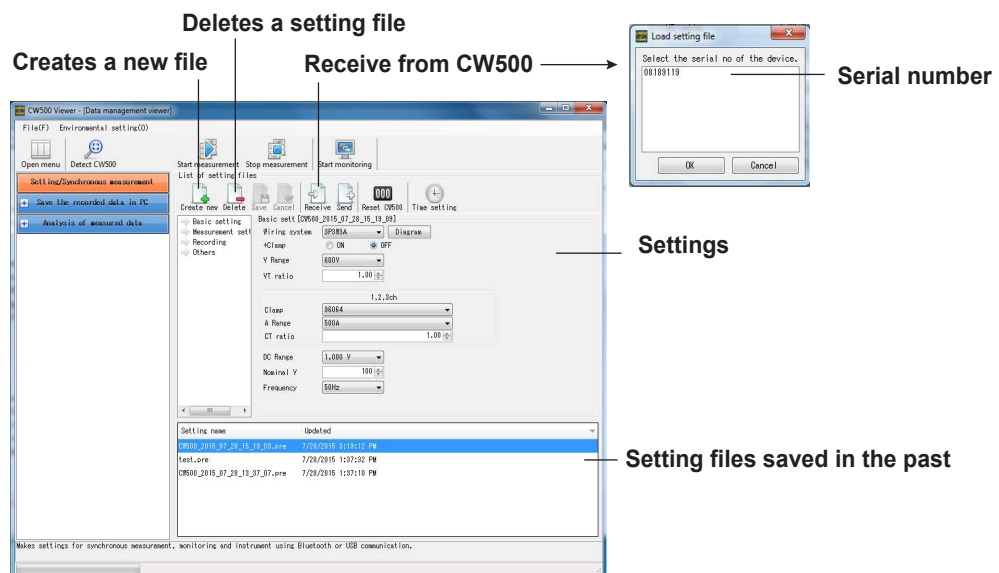 Deletes a setting file
Creates a new file
Receive from CW500
Load setting file
Select the serial no of the device.
08189119
OK Cancel
Serial number
CW500 Viewer - [Data management viewer]
File(F) Environmental setting(O)
Open menu Detect CW500 Start measurement Stop measurement Start monitoring
Setting/Synchronous measurement
Save the recorded data in PC
Analysis of measured data
List of setting files
Create new Delete Save Cancel Receive Send Reset CW500 Time setting
Basic setting
Measurement sett
Recording
Others
Basic sett[CW500_2015_07_28_15_19_09]
Wiring system 3P3W3A Diagram
+Clamp ON OFF
V Range 600V
VT ratio 1.00
1,2,3ch
Clamp 96064
A Range 500A
CT ratio 1.00
DC Range 1.000 V
Nominal V 100
Frequency 50Hz
Settings
Setting name Updated
CW500_2015_07_28_15_19_09.pre 7/28/2015 3:19:12 PM
test.pre 7/28/2015 1:37:32 PM
CW500_2015_07_28_13_37_07.pre 7/28/2015 1:37:10 PM
Setting files saved in the past
Makes settings for synchronous measurement, monitoring and instrument using Bluetooth or USB communication.